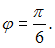 φ = π/6.